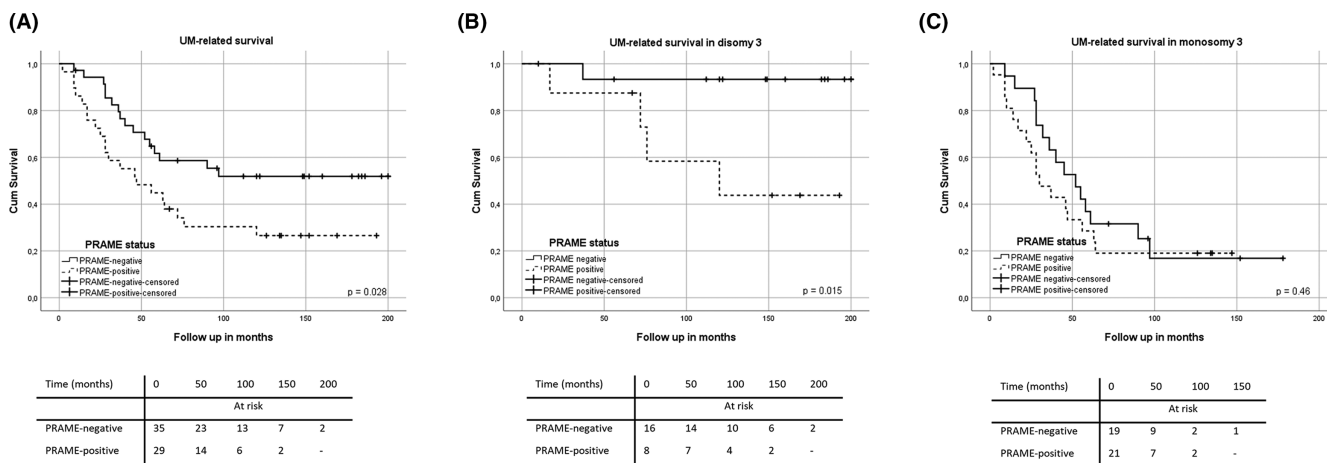 (A)
UM-related survival
Cum Survival
1,0
0,8
0,6
0,4
0,2
0,0
PRAME status
PRAME-negative
PRAME-positive
PRAME-negative-censored
PRAME-positive-censored
p = 0.028
0 50 100 150 200
Follow up in months
Time (months) 0 50 100 150 200
At risk
PRAME-negative 35 23 13 7 2
PRAME-positive 29 14 6 2 -
(B)
UM-related survival in disomy 3
Cum Survival
1,0
0,8
0,6
0,4
0,2
0,0
PRAME status
PRAME negative
PRAME positive
PRAME negative-censored
PRAME positive-censored
p = 0.015
0 50 100 150 200
Follow up in months
Time (months) 0 50 100 150 200
At risk
PRAME-negative 16 14 10 6 2
PRAME-positive 8 7 4 2 -
(C)
UM-related survival in monosomy 3
Cum Survival
1,0
0,8
0,6
0,4
0,2
0,0
PRAME status
PRAME negative
PRAME positive
PRAME negative-censored
PRAME positive-censored
p = 0.46
0 50 100 150 200
Follow up in months
Time (months) 0 50 100 150
At risk
PRAME-negative 19 9 2 1
PRAME-positive 21 7 2 -